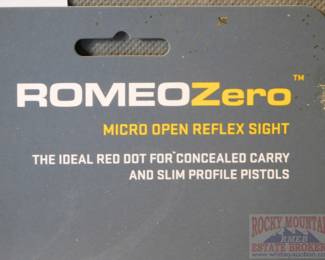 ROMEOZero™
MICRO OPEN REFLEX SIGHT
THE IDEAL RED DOT FOR CONCEALED CARRY
AND SLIM PROFILE PISTOLS
ROCKY MOUNTAIN
RMEB
ESTATE BROKERS